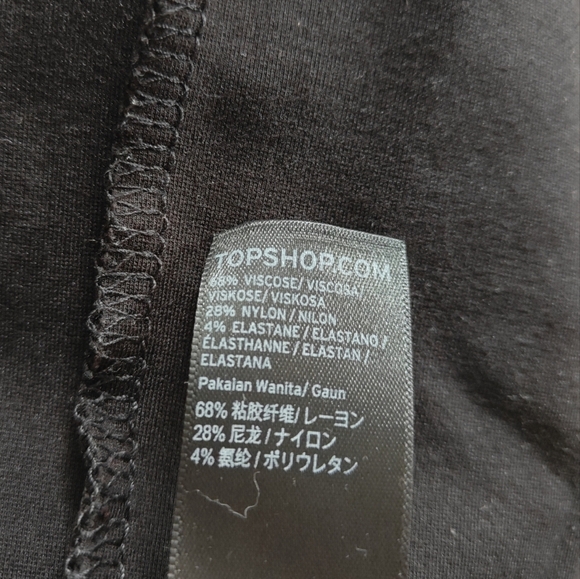 TOPSHOP.COM
68% VISCOSE/ VISCOSA/
VISKOSE/ VISKOSA
28% NYLON / NILON
4% ELASTANE / ELASTANO /
ÉLASTHANNE / ELASTAN /
ELASTANA
Pakaian Wanita/ Gaun
68% 粘胶纤维 / レーヨン
28% 尼龙 / ナイロン
4% 氨纶 / ポリウレタン